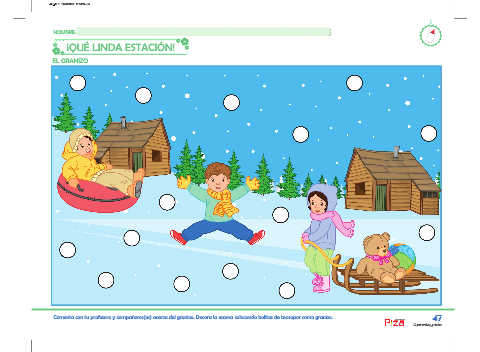 NOMBRE
¡QUÉ LINDA ESTACIÓN!
EL GRANIZO
Comenta con tu profesora y compañeros(as) acerca del granizo. Decora la escena colocando bolitas de tecnopor como granizo.
47